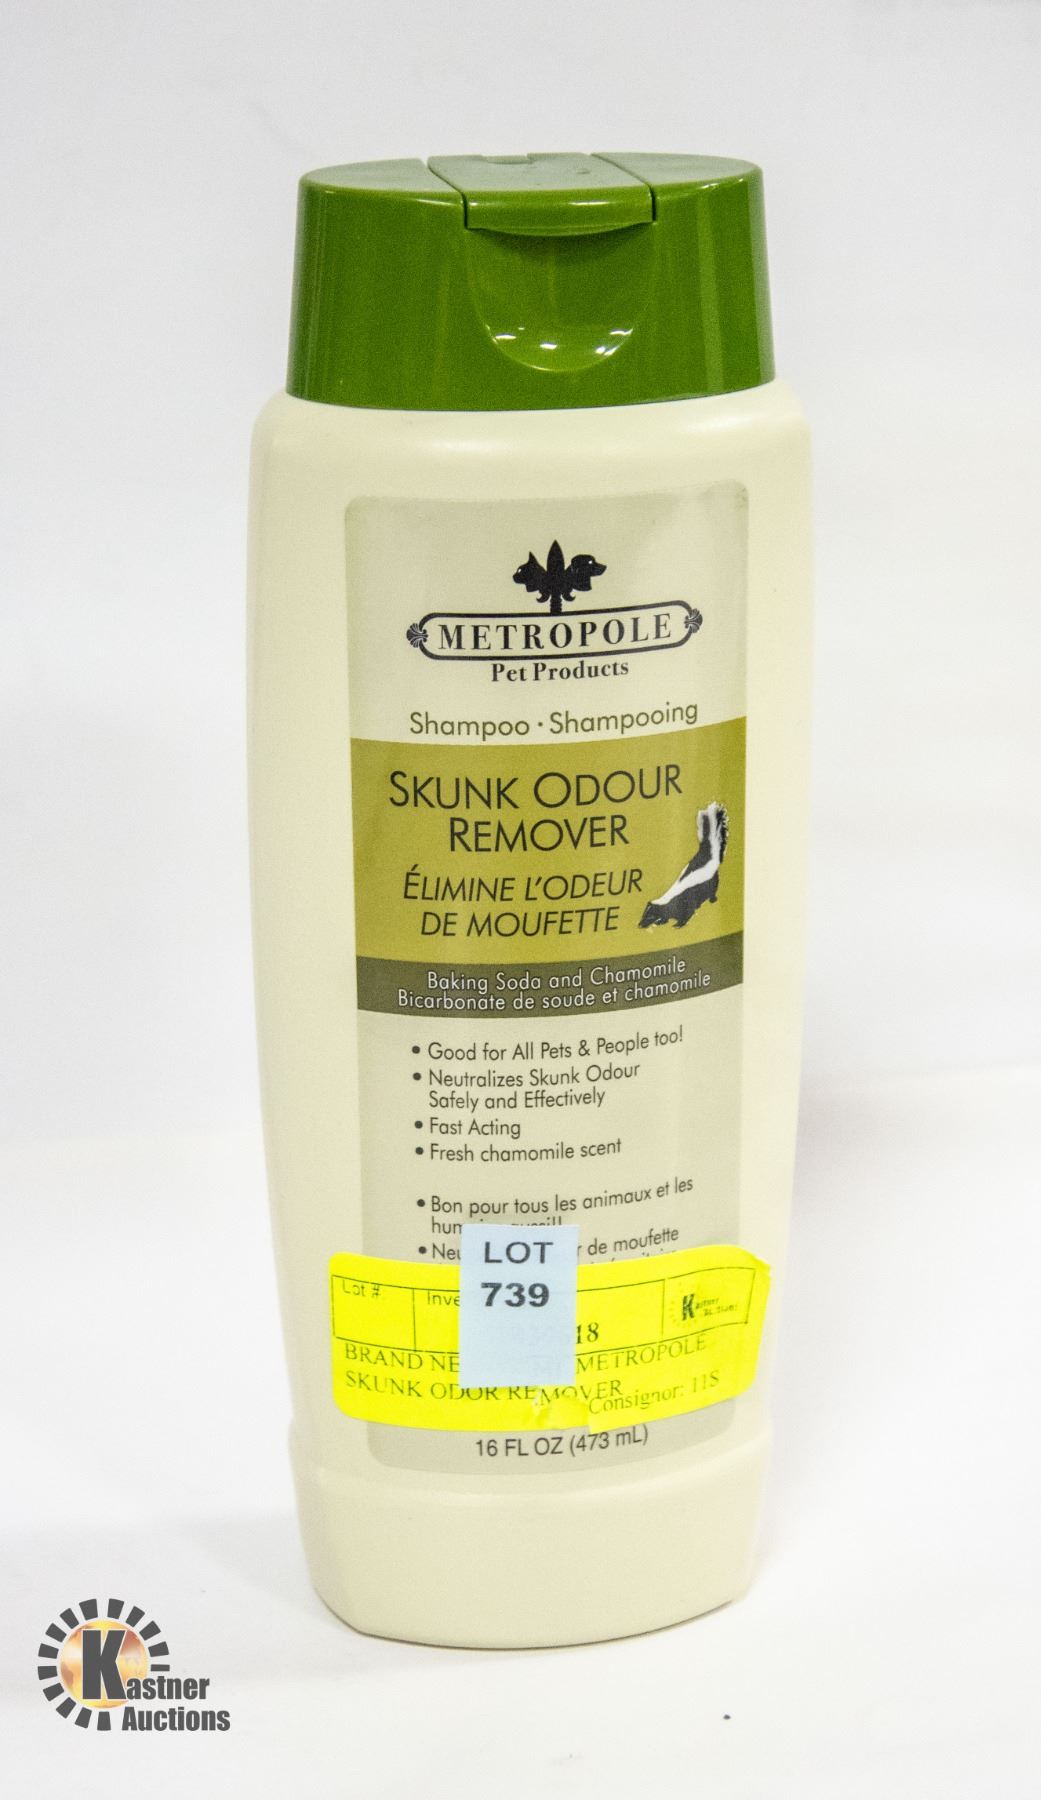 METROPOLE
Pet Products
Shampoo · Shampooing
SKUNK ODOUR
REMOVER
ÉLIMINE L'ODEUR
DE MOUFETTE
Baking Soda and Chamomile
Bicarbonate de soude et chamomile
• Good for All Pets & People too!
• Neutralizes Skunk Odour
Safely and Effectively
• Fast Acting
• Fresh chamomile scent
• Bon pour tous les animaux et les
• de moufette
LOT
739
Lot #:
18
BRAND METROPOLE
SKUNK ODOR REMOVER
Consignor: 11S
16 FL OZ (473 mL)
Kastner
Auctions